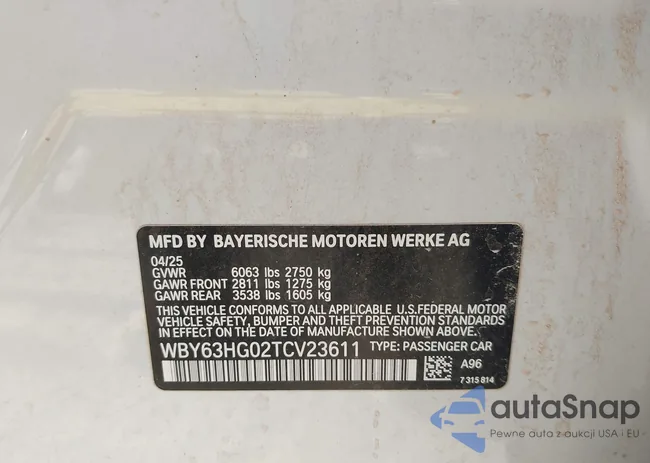 MFD BY BAYERISCHE MOTOREN WERKE AG
04/25
GVWR 6063 lbs 2750 kg
GAWR FRONT 2811 lbs 1275 kg
GAWR REAR 3538 lbs 1605 kg
THIS VEHICLE CONFORMS TO ALL APPLICABLE U.S.FEDERAL MOTOR
VEHICLE SAFETY, BUMPER AND THEFT PREVENTION STANDARDS
IN EFFECT ON THE DATE OF MANUFACTURE SHOWN ABOVE.
WBY63HG02TCV23611 TYPE: PASSENGER CAR
A96
7 315 814
autaSnap
Pewne auta z aukcji USA i EU